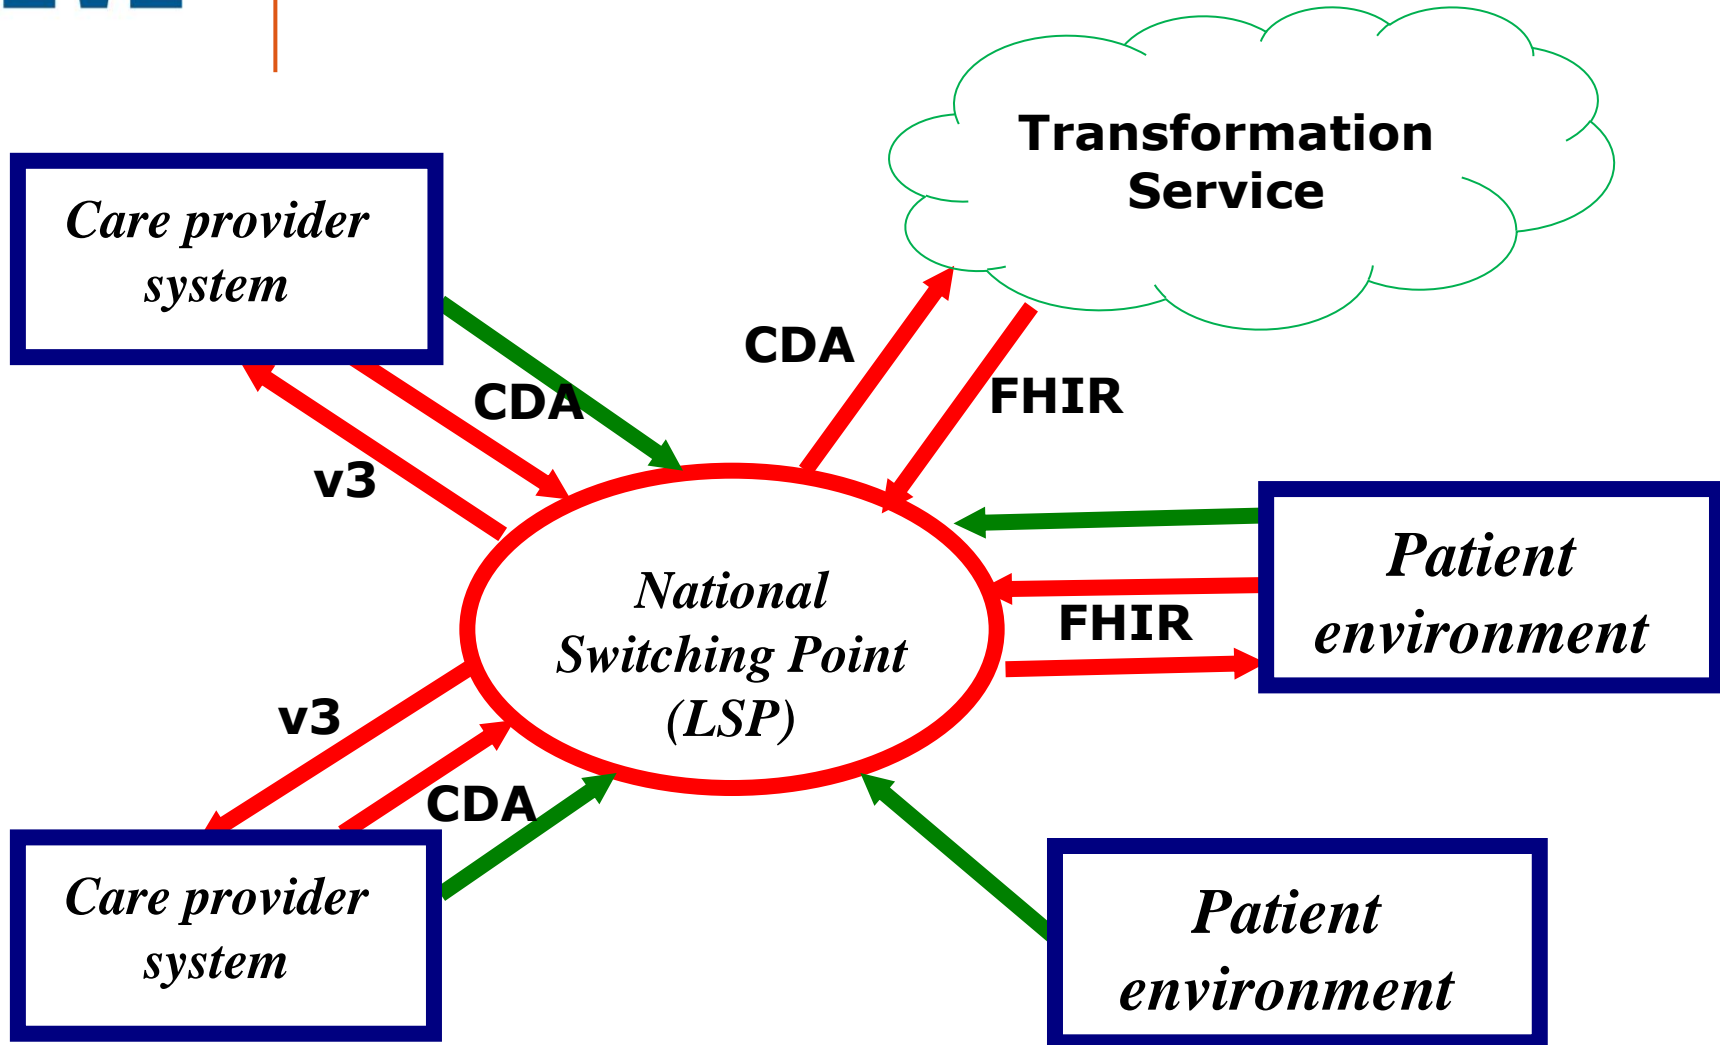 Transformation
Service
Care provider
system
CDA
FHIR
CDA
v3
Patient
environment
National
Switching Point
(LSP)
FHIR
v3
CDA
Care provider
system
Patient
environment